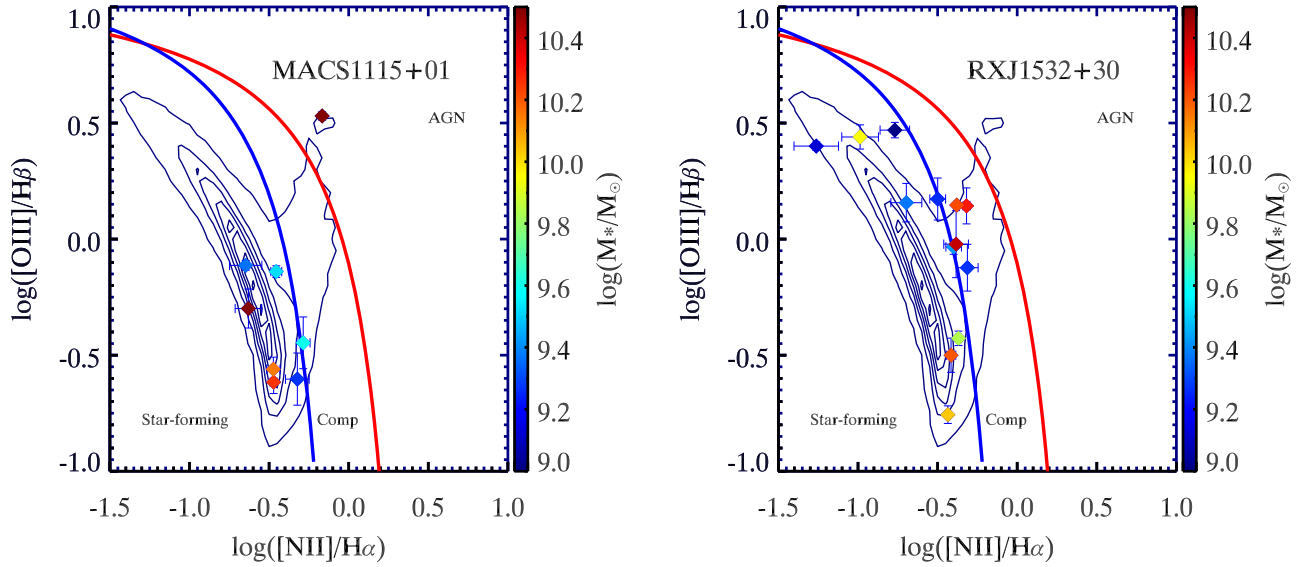 MACS1115+01
AGN
Star-forming
Comp
1.0
0.5
0.0
-0.5
-1.0
log([OIII]/Hβ)
-1.5
-1.0
-0.5
0.0
0.5
1.0
log([NII]/Hα)
10.4
10.2
10.0
9.8
9.6
9.4
9.2
9.0
log(M*/M⊙)
RXJ1532+30
AGN
Star-forming
Comp
1.0
0.5
0.0
-0.5
-1.0
log([OIII]/Hβ)
-1.5
-1.0
-0.5
0.0
0.5
1.0
log([NII]/Hα)
10.4
10.2
10.0
9.8
9.6
9.4
9.2
9.0
log(M*/M⊙)